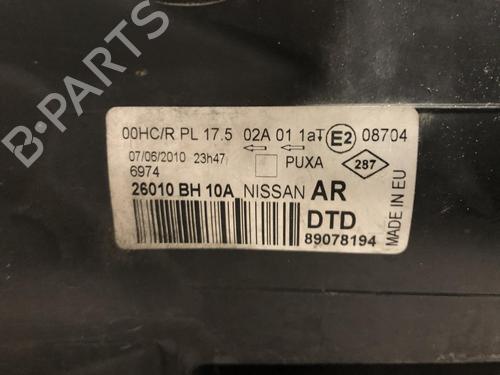 00HC/R PL 17.5 02A 01 1aT E2 08704
07/06/2010 23h47 PUXA 287
6974
26010 BH 10A NISSAN AR
DTD
89078194
MADE IN EU
B-PARTS